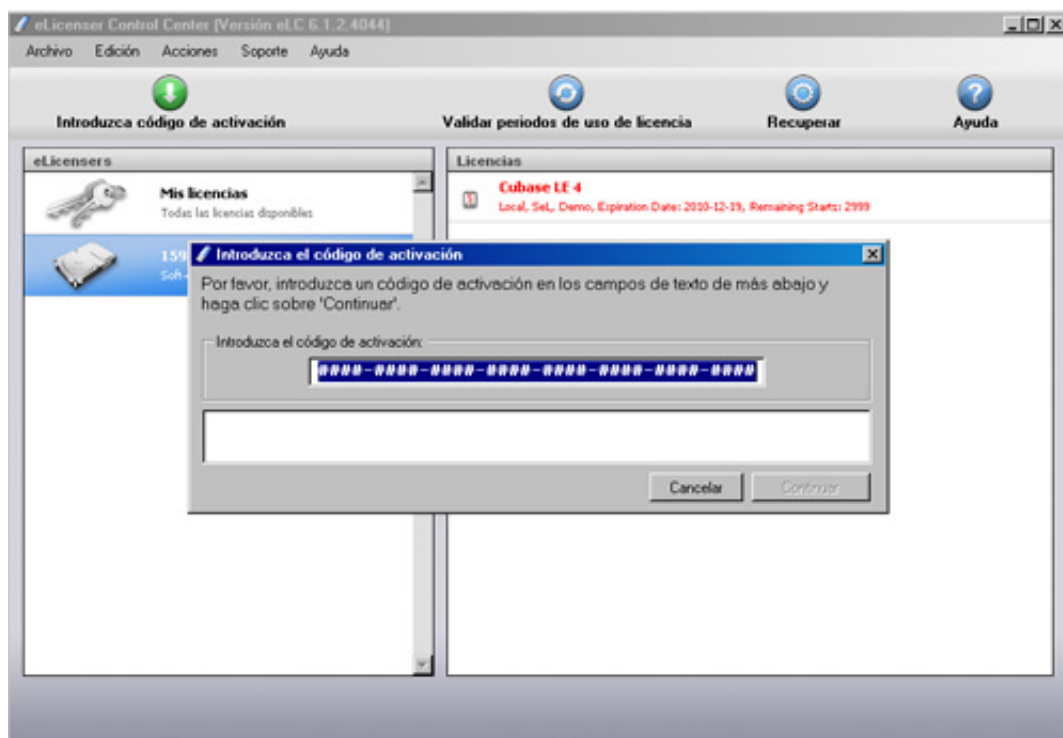 eLicenser Control Center (Versión eLC 6.1.2.4044)
Archivo Edición Acciones Soporte Ayuda
Introduzca código de activación Validar periodos de uso de licencia Recuperar Ayuda
eLicensers Licencias
Mis licencias
Todas las licencias disponibles
Cubase LE 4
Local, SeL, Demo, Expiration Date: 2010-12-19, Remaining Starts: 2999
159
Soft-
Introduzca el código de activación
Por favor, introduzca un código de activación en los campos de texto de más abajo y
haga clic sobre 'Continuar'.
Introduzca el código de activación:
####-####-####-####-####-####-####-####
Cancelar Continuar